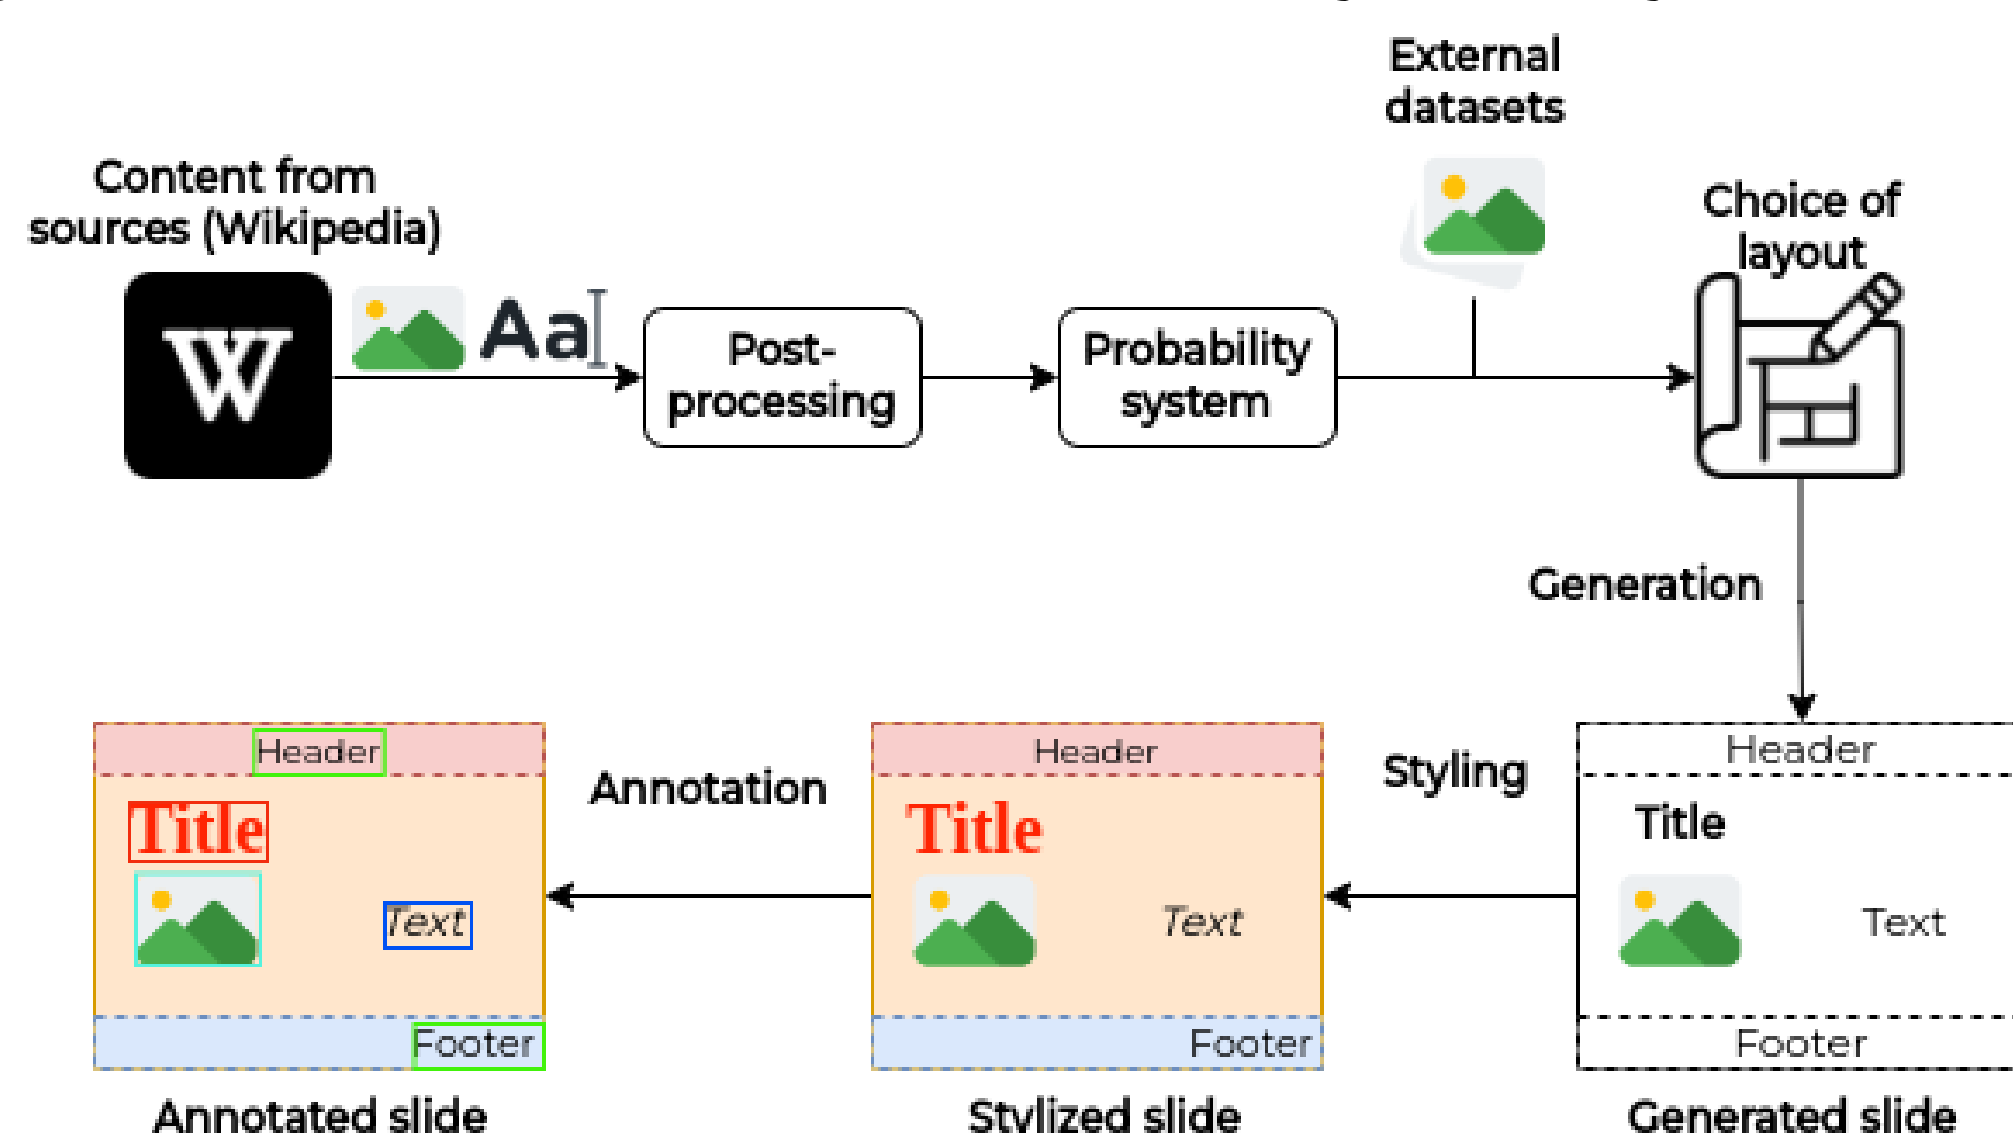 External
datasets
Content from
sources (Wikipedia)
Choice of
layout
W
Aa
Post-
processing
Probability
system
Generation
Header
Title
Text
Footer
Annotated slide
Annotation
Header
Title
Text
Footer
Stylized slide
Styling
Header
Title
Text
Footer
Generated slide